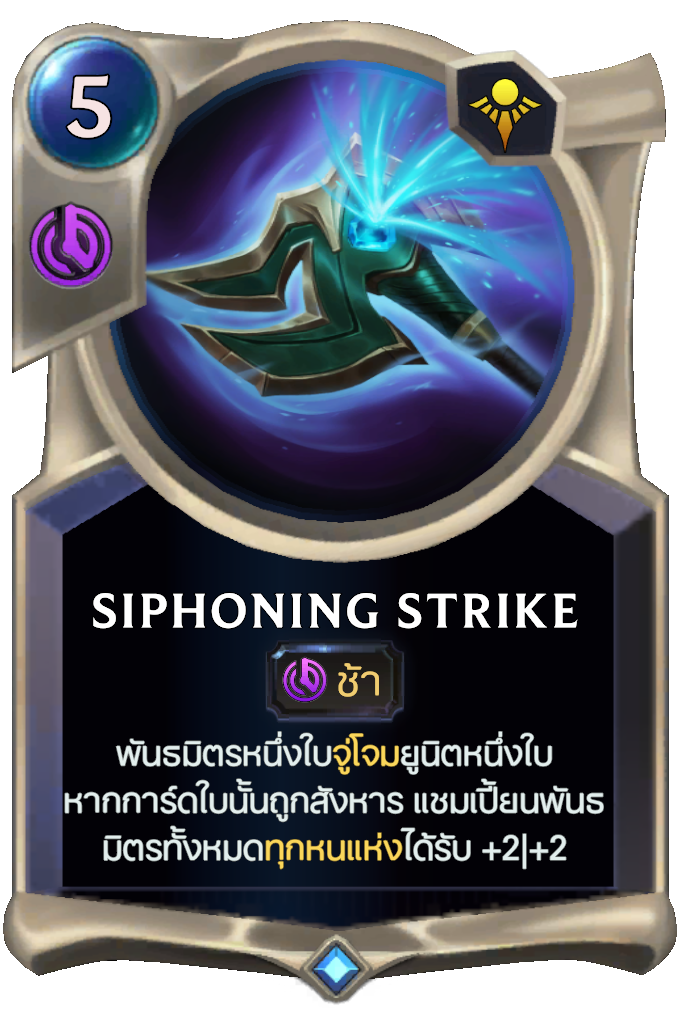 5
SIPHONING STRIKE
ช้า
พันธมิตรหนึ่งใบจู่โจมยูนิตหนึ่งใบ
หากการ์ดใบนั้นถูกสังหาร แชมเปี้ยนพันธ
มิตรทั้งหมดทุกหนแห่งได้รับ +2|+2